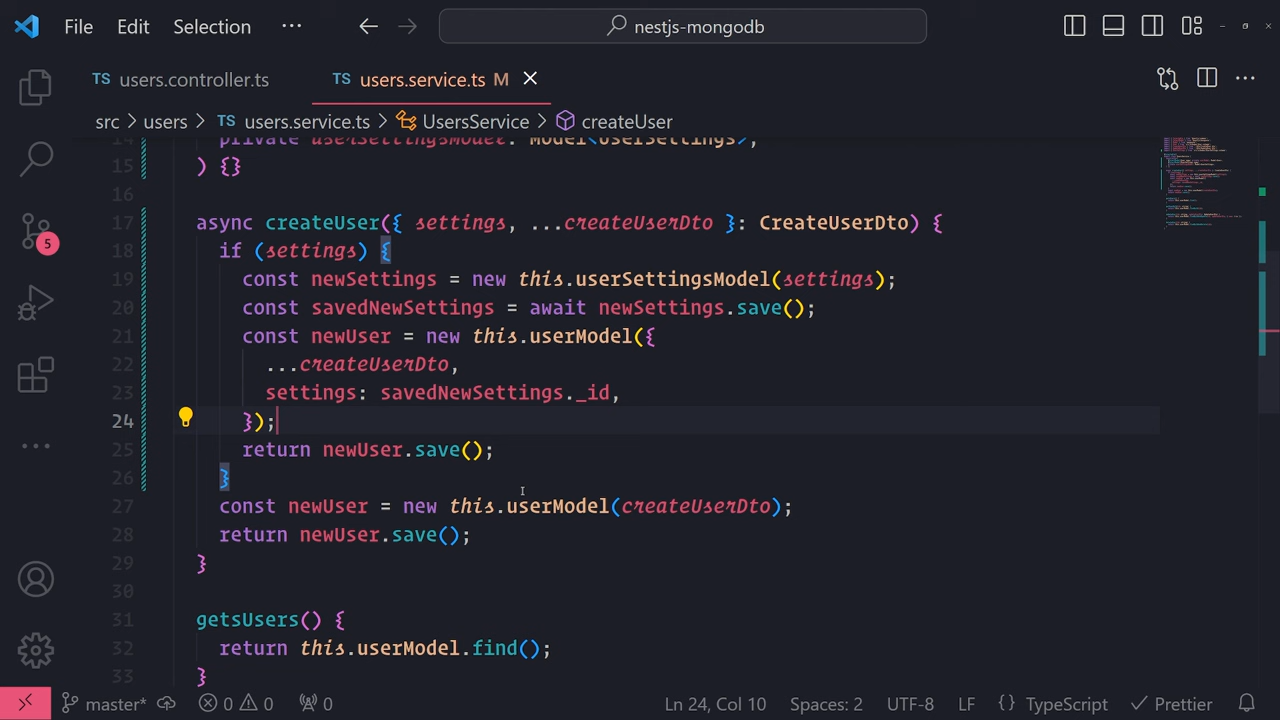 File Edit Selection ··· nestjs-mongodb
TS users.controller.ts TS users.service.ts M
src > users > TS users.service.ts > UsersService > createUser
14 private userSettingsModel: Model<UserSettings>,
15 ) {}
16
17 async createUser({ settings, ...createUserDto }: CreateUserDto) {
18 if (settings) {
19 const newSettings = new this.userSettingsModel(settings);
20 const savedNewSettings = await newSettings.save();
21 const newUser = new this.userModel({
22 ...createUserDto,
23 settings: savedNewSettings._id,
24 });
25 return newUser.save();
26 }
27 const newUser = new this.userModel(createUserDto);
28 return newUser.save();
29 }
30
31 getsUsers() {
32 return this.userModel.find();
33 }
5
master* 0 0 0 Ln 24, Col 10 Spaces: 2 UTF-8 LF {} TypeScript Prettier